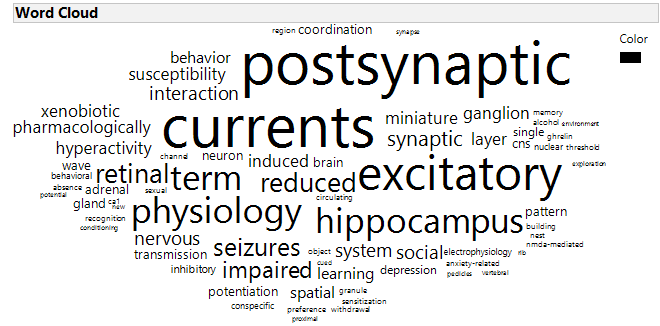 Word Cloud
region
coordination
synapse
Color
behavior
susceptibility
interaction
postsynaptic
xenobiotic
pharmacologically
currents
miniature
ganglion
memory
alcohol
environment
synaptic
layer
single
cns
ghrelin
nuclear
threshold
hyperactivity
wave
channel
neuron
induced
brain
exploration
behavioral
absence
potential
retinal
term
reduced
excitatory
adrenal
sexual
circulating
gland
ca1
new
recognition
conditioning
physiology
hippocampus
pattern
building
nest
nmda-mediated
nervous
transmission
seizures
object
system
social
electrophysiology
rib
inhibitory
impaired
cued
learning
depression
anxiety-related
pedicles
vertebral
potentiation
conspecific
spatial
granule
sensitization
preference
withdrawal
proximal